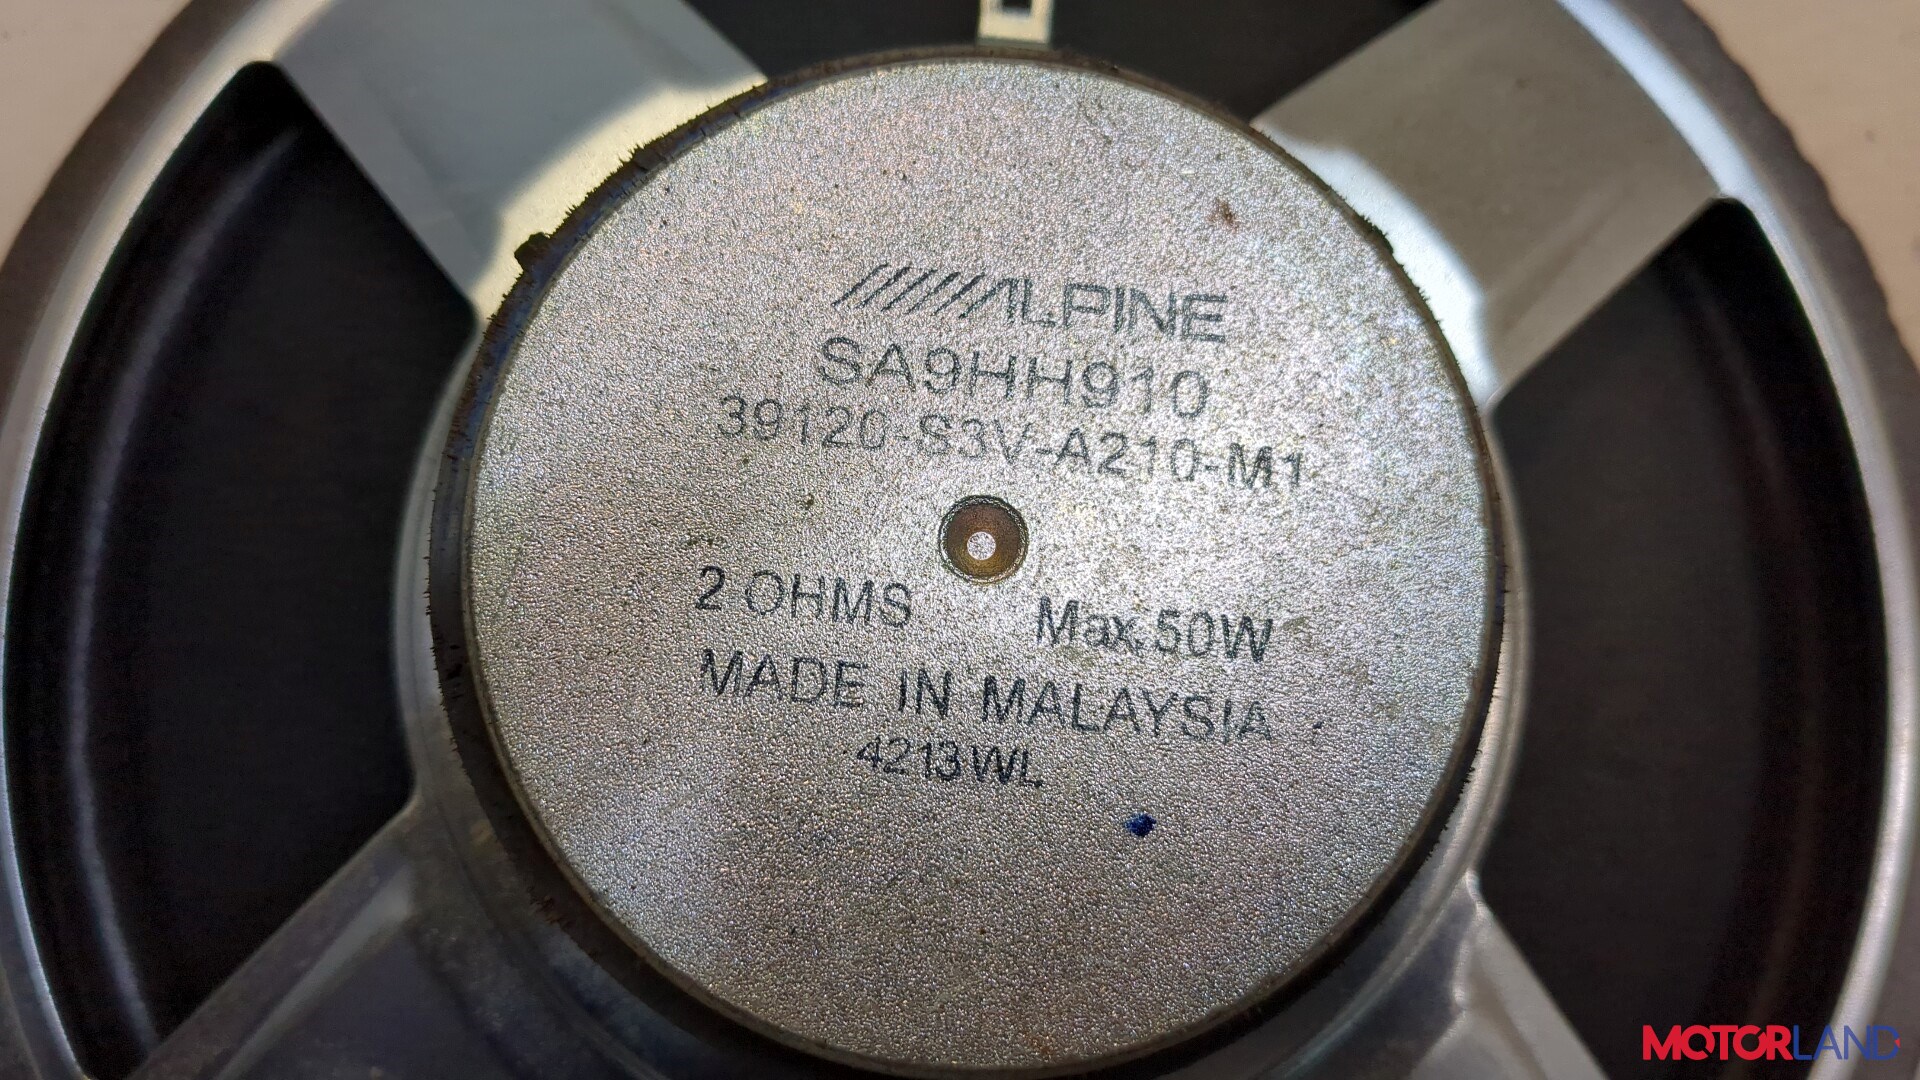 ALPINE
SA9HH910
39120-S3V-A210-M1
2 OHMS Max.50W
MADE IN MALAYSIA
4213WL
MOTORLAND